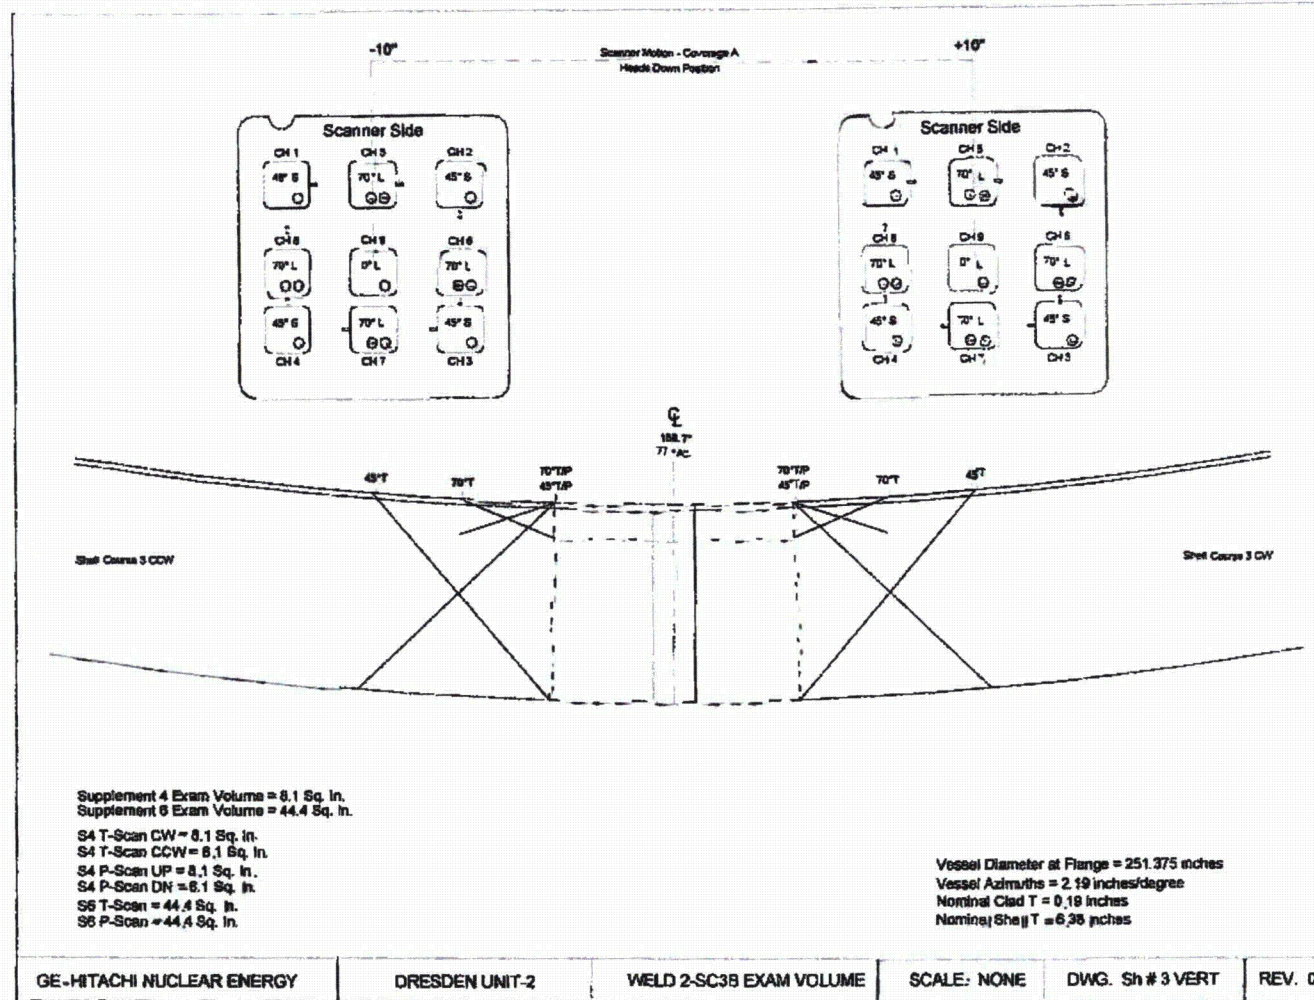 -10"
Scanner Motion - Coverage A
Heads Down Position
+10"
Scanner Side
CH 1 CH 5 CH 2
45° S 70° L 45° S
CH 8 CH 9 CH 6
70° L 0° L 70° L
45° S 70° L 45° S
CH 4 CH 7 CH 3
Scanner Side
CH 1 CH 5 CH 2
45° S 70° L 45° S
CH 8 CH 9 CH 6
70° L 0° L 70° L
45° S 70° L 45° S
CH 4 CH 7 CH 3
℄
77
45°T 70°T 70°T/P 70°T/P 70°T 45°T
45°T/P 45°T/P
Shell Course 3 CCW
Shell Course 3 CW
Supplement 4 Exam Volume = 8.1 Sq. In.
Supplement 6 Exam Volume = 44.4 Sq. In.
S4 T-Scan CW = 8.1 Sq. In.
S4 T-Scan CCW = 8.1 Sq. In.
S4 P-Scan UP = 8.1 Sq. In.
S4 P-Scan DN = 8.1 Sq. In.
S6 T-Scan = 44.4 Sq. In.
S6 P-Scan = 44.4 Sq. In.
Vessel Diameter at Flange = 251.375 inches
Vessel Azimuths = 2.19 inches/degree
Nominal Clad T = 0.19 inches
Nominal Shell T = 6.38 inches
GE-HITACHI NUCLEAR ENERGY
DRESDEN UNIT-2
WELD 2-SC3B EXAM VOLUME
SCALE: NONE
DWG. Sh # 3 VERT
REV.